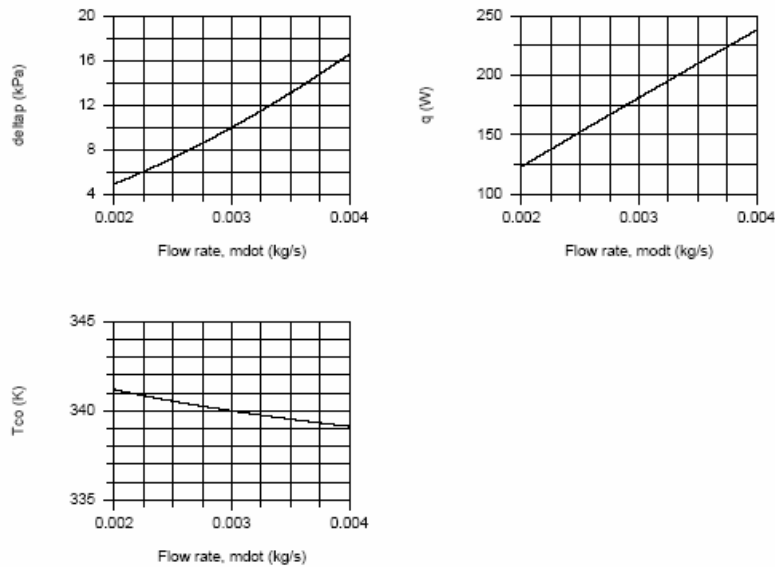 deltap (kPa)
20
16
12
8
4
0.002 0.003 0.004
Flow rate, mdot (kg/s)
q (W)
250
200
150
100
0.002 0.003 0.004
Flow rate, modt (kg/s)
Tco (K)
345
340
335
0.002 0.003 0.004
Flow rate, mdot (kg/s)